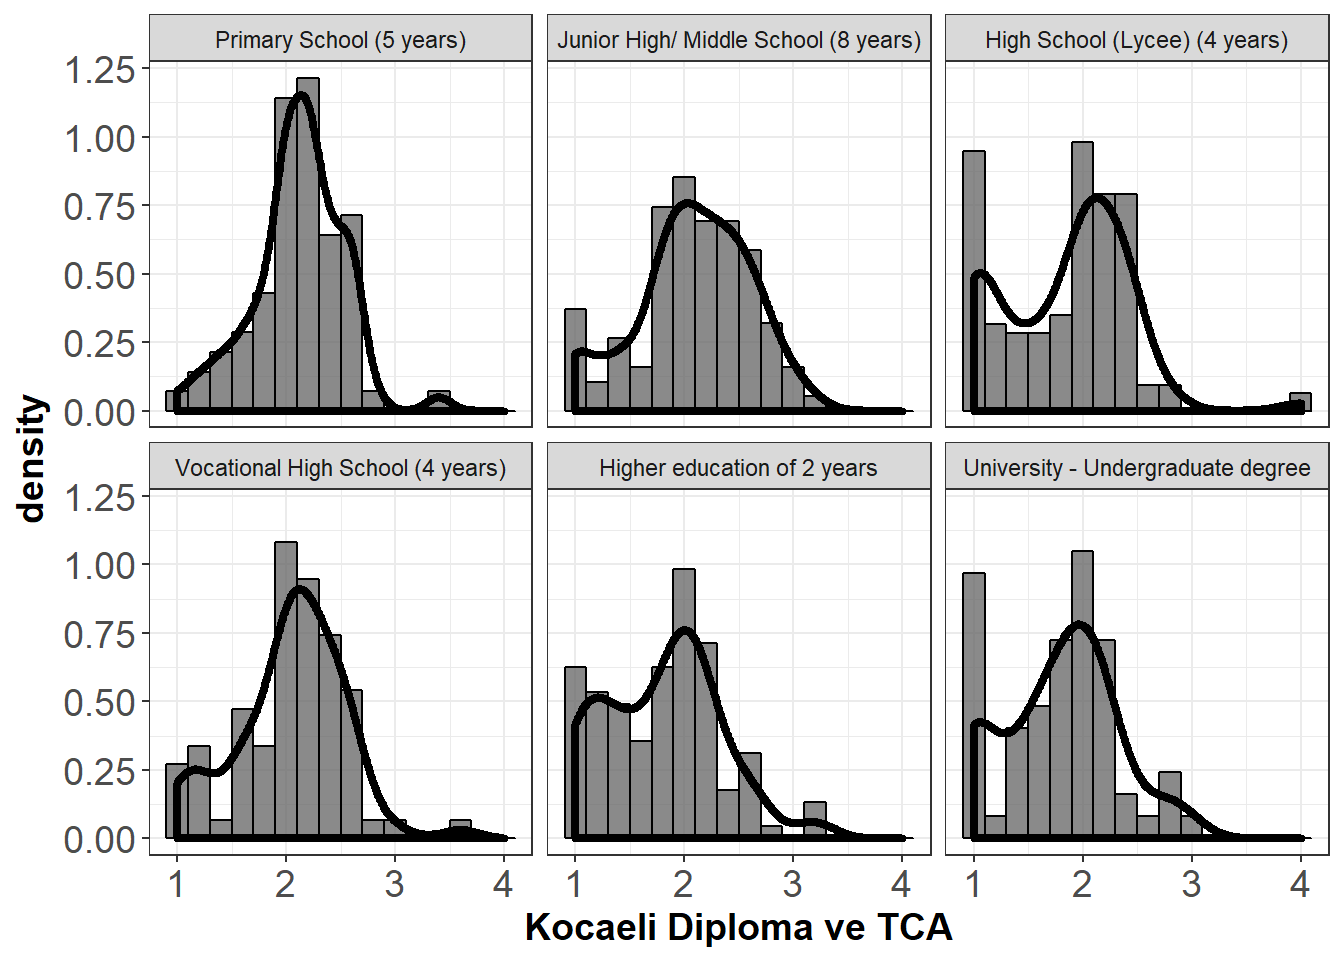 Primary School (5 years) Junior High/ Middle School (8 years) High School (Lycee) (4 years)
1.25
1.00
0.75
0.50
0.25
0.00
Vocational High School (4 years) Higher education of 2 years University - Undergraduate degree
1.25
1.00
0.75
0.50
0.25
0.00
density
1 2 3 4 1 2 3 4 1 2 3 4
Kocaeli Diploma ve TCA